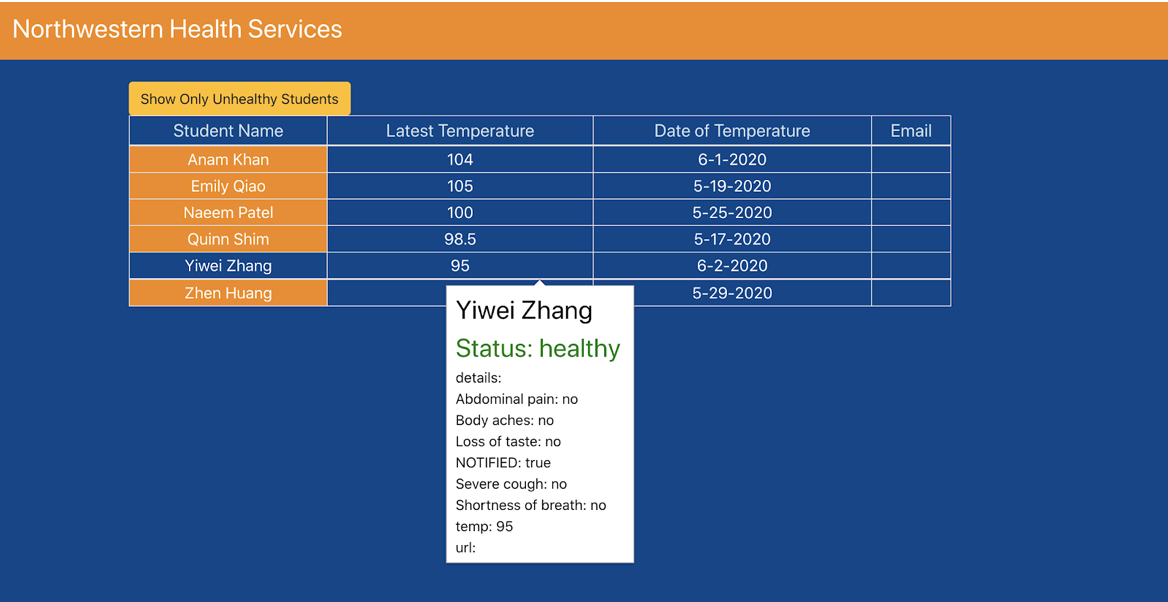 Northwestern Health Services
Show Only Unhealthy Students
Student Name Latest Temperature Date of Temperature Email
Anam Khan 104 6-1-2020
Emily Qiao 105 5-19-2020
Naeem Patel 100 5-25-2020
Quinn Shim 98.5 5-17-2020
Yiwei Zhang 95 6-2-2020
Zhen Huang 5-29-2020
Yiwei Zhang
Status: healthy
details:
Abdominal pain: no
Body aches: no
Loss of taste: no
NOTIFIED: true
Severe cough: no
Shortness of breath: no
temp: 95
url: